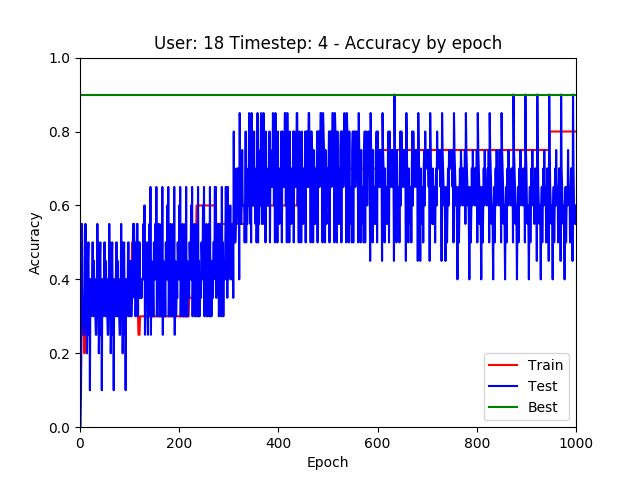 User: 18 Timestep: 4 - Accuracy by epoch
1.0
0.8
0.6
0.4
0.2
0.0
Accuracy
0 200 400 600 800 1000
Epoch
Train
Test
Best